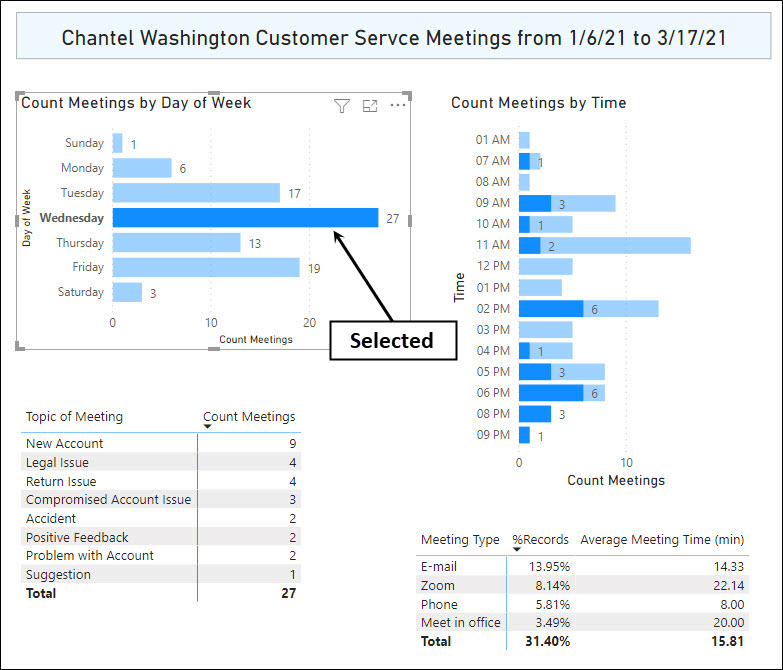 Chantel Washington Customer Servce Meetings from 1/6/21 to 3/17/21
Count Meetings by Day of Week
Day of Week
Sunday 1
Monday 6
Tuesday 17
Wednesday 27
Thursday 13
Friday 19
Saturday 3
0 10 20
Count Meetings
Selected
Count Meetings by Time
Time
01 AM
07 AM 1
08 AM
09 AM 3
10 AM 1
11 AM 2
12 PM
01 PM
02 PM 6
03 PM
04 PM 1
05 PM 3
06 PM 6
08 PM 3
09 PM 1
0 10
Count Meetings
Topic of Meeting Count Meetings
New Account 9
Legal Issue 4
Return Issue 4
Compromised Account Issue 3
Accident 2
Positive Feedback 2
Problem with Account 2
Suggestion 1
Total 27
Meeting Type %Records Average Meeting Time (min)
E-mail 13.95% 14.33
Zoom 8.14% 22.14
Phone 5.81% 8.00
Meet in office 3.49% 20.00
Total 31.40% 15.81